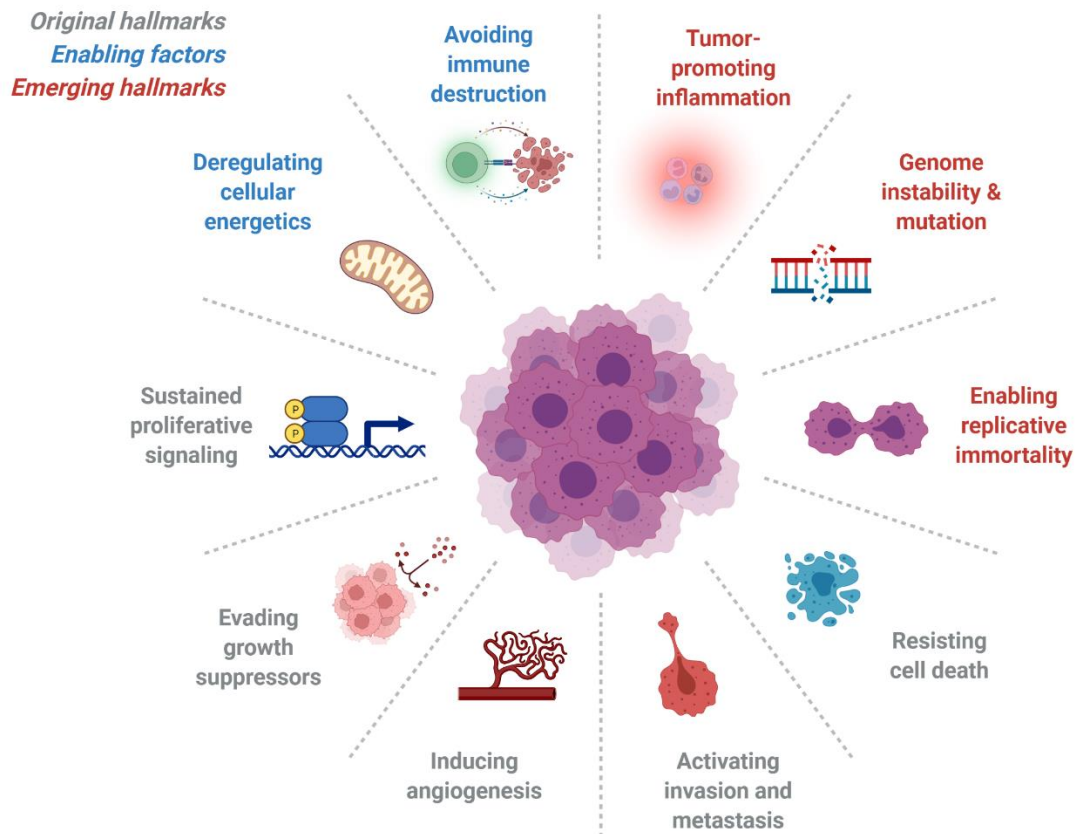 Original hallmarks
Enabling factors
Emerging hallmarks
Avoiding
immune
destruction
Tumor-
promoting
inflammation
Deregulating
cellular
energetics
Genome
instability &
mutation
Sustained
proliferative
signaling
P
P
Enabling
replicative
immortality
Evading
growth
suppressors
Resisting
cell death
Inducing
angiogenesis
Activating
invasion and
metastasis